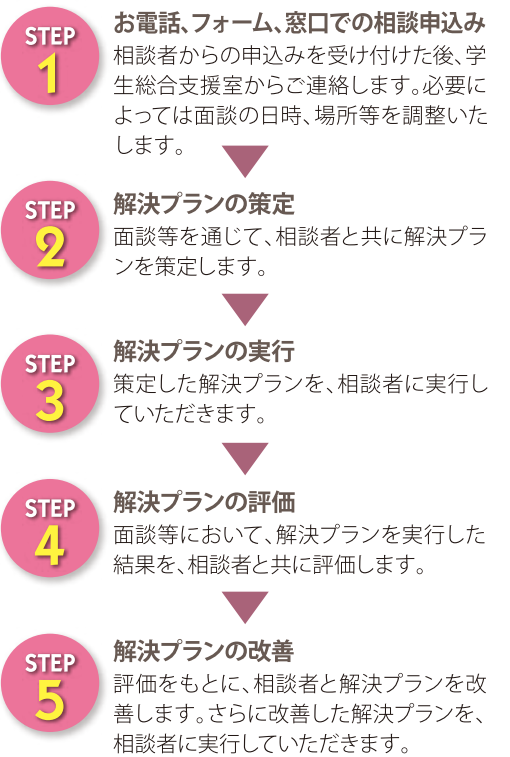 STEP
1
お電話、フォーム、窓口での相談申込み
相談者からの申込みを受け付けた後、学
生総合支援室からご連絡します。必要に
よっては面談の日時、場所等を調整いた
します。
STEP
2
解決プランの策定
面談等を通じて、相談者と共に解決プラ
ンを策定します。
STEP
3
解決プランの実行
策定した解決プランを、相談者に実行し
ていただきます。
STEP
4
解決プランの評価
面談等において、解決プランを実行した
結果を、相談者と共に評価します。
STEP
5
解決プランの改善
評価をもとに、相談者と解決プランを改
善します。さらに改善した解決プランを、
相談者に実行していただきます。